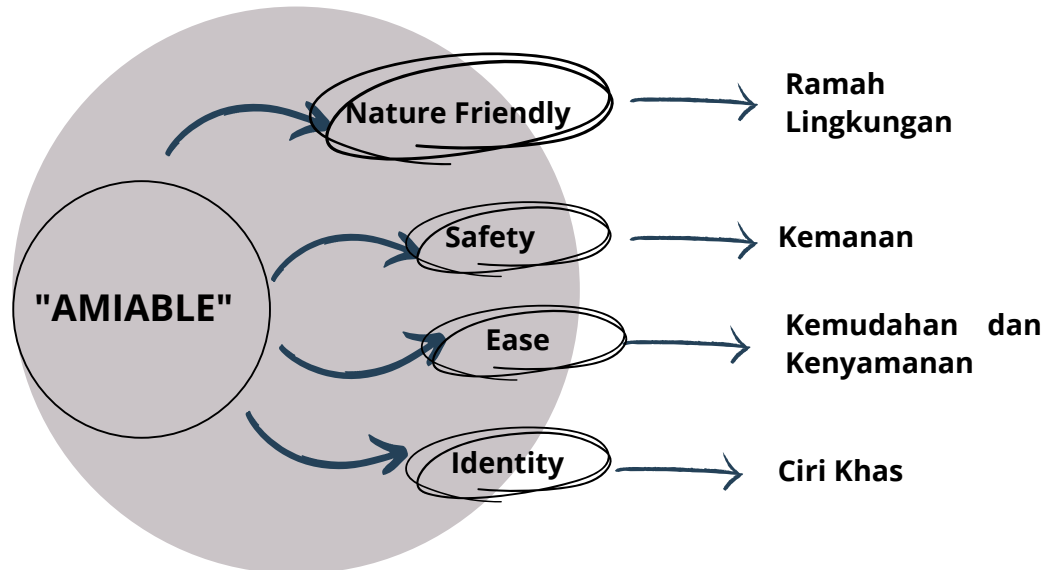 Nature Friendly
Ramah
Lingkungan
Safety
Kemanan
"AMIABLE"
Ease
Kemudahan dan
Kenyamanan
Identity
Ciri Khas